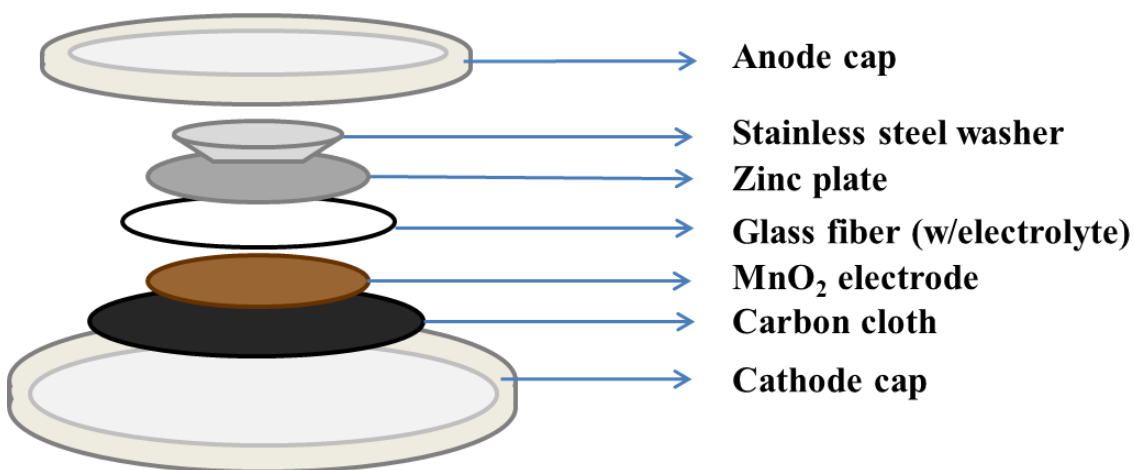 Anode cap
Stainless steel washer
Zinc plate
Glass fiber (w/electrolyte)
MnO₂ electrode
Carbon cloth
Cathode cap